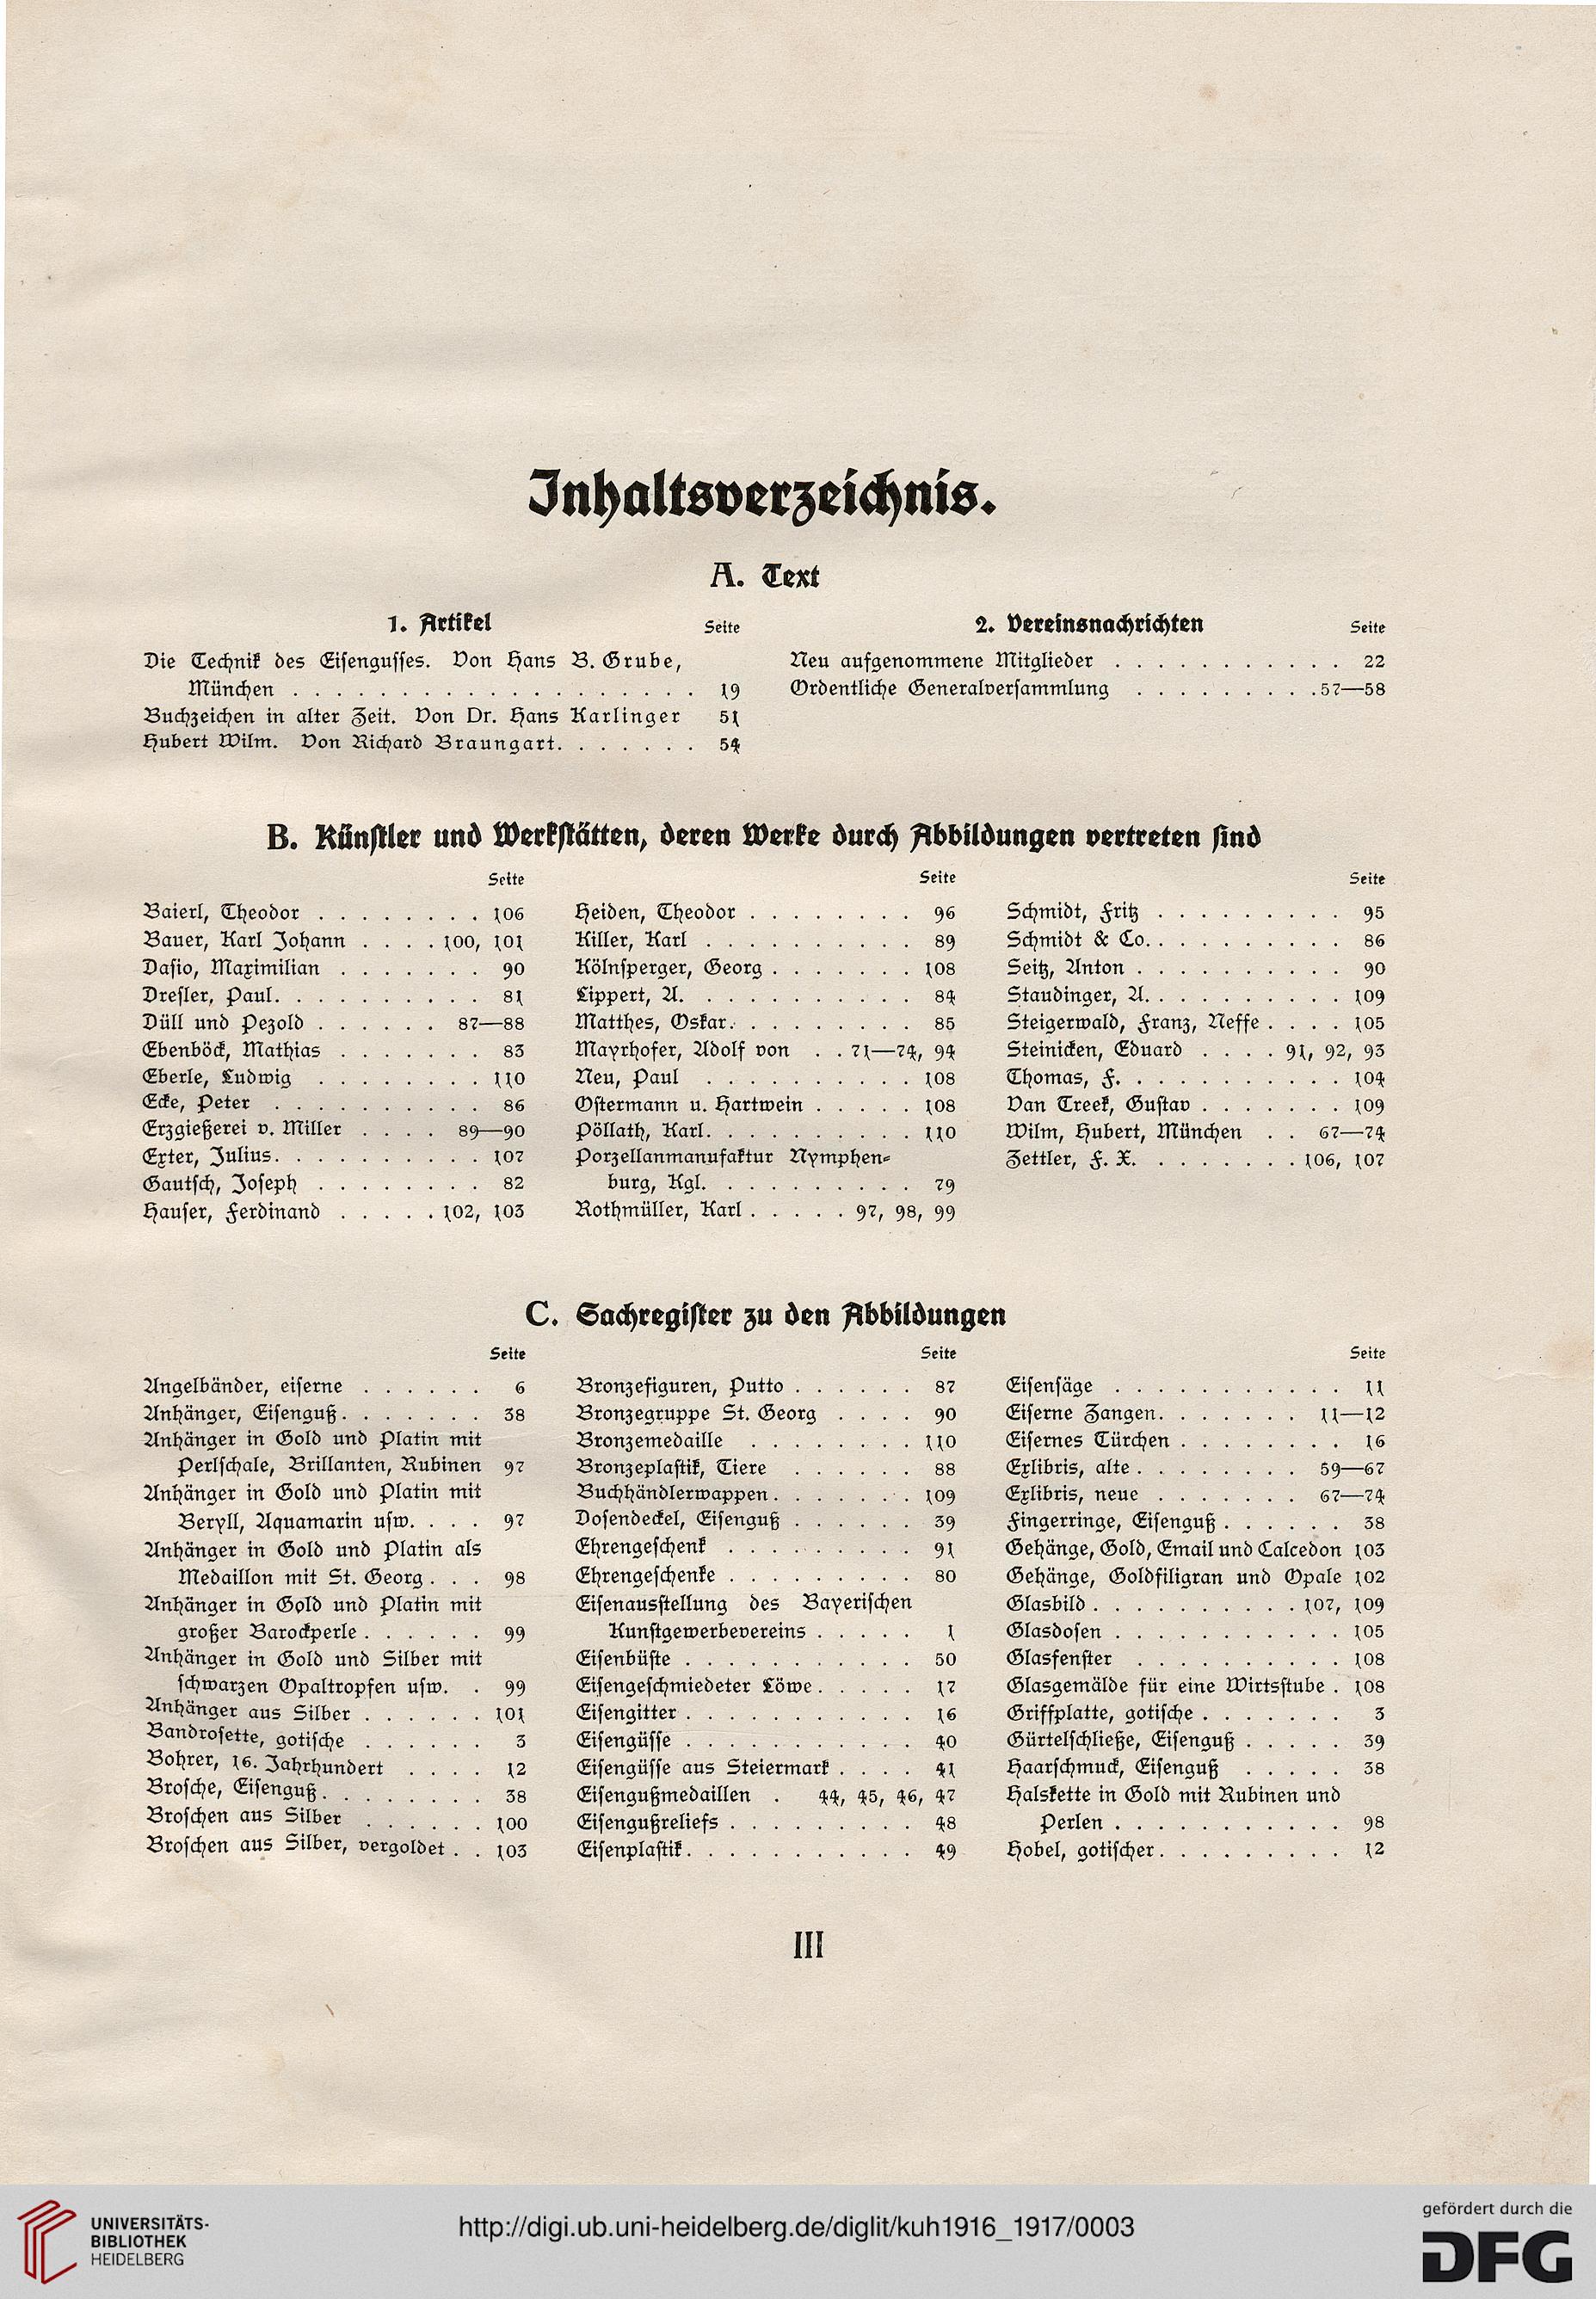 Inhaltsverzeichnis.
A. Text
1. Artikel Seite
Die Technik des Eisengusses. Von Hans B. Grube,
München . . . . . . . . . . . . . . . . . . . 19
Buchzeichen in alter Zeit. Von Dr. Hans Karlinger 51
Hubert Wilm. Von Richard Braungart. . . . . . . 54
2. Vereinsnachrichten Seite
Neu aufgenommene Mitglieder . . . . . . . . . . . 22
Ordentliche Generalversammlung . . . . . . . . . 57—58
B. Künstler und Werkstätten, deren Werke durch Abbildungen vertreten sind
Seite
Baierl, Theodor . . . . . . . . 106
Bauer, Karl Johann . . . . 100, 101
Dasio, Maximilian . . . . . . . 90
Dresler, Paul. . . . . . . . . . 81
Düll und Pezold . . . . . . 87—88
Ebenböck, Mathias . . . . . . . 83
Eberle, Ludwig . . . . . . . . 110
Ecke, Peter . . . . . . . . . . 86
Erzgießerei v. Miller . . . . 89—90
Exter, Julius. . . . . . . . . . 107
Gautsch, Joseph . . . . . . . . 82
Hauser, Ferdinand . . . . . 102, 103
Seite
Heiden, Theodor . . . . . . . . 96
Killer, Karl . . . . . . . . . . 89
Kölnsperger, Georg . . . . . . . 108
Lippert, A. . . . . . . . . . . 84
Matthes, Oskar. . . . . . . . . 85
Mayrhofer, Adolf von . . 71—74, 94
Neu, Paul . . . . . . . . . . 108
Ostermann u. Hartwein . . . . . 108
Pöllath, Karl. . . . . . . . . . 110
Porzellanmanufaktur Nymphen-
burg, Kgl. . . . . . . . . . 79
Rothmüller, Karl . . . . . 97, 98, 99
Seite
Schmidt, Fritz . . . . . . . . . 95
Schmidt & Co. . . . . . . . . . 86
Seitz, Anton . . . . . . . . . . 90
Staudinger, A. . . . . . . . . . 109
Steigerwald, Franz, Neffe . . . . 105
Steinicken, Eduard . . . . 91, 92, 93
Thomas, F. . . . . . . . . . . 104
Van Treek, Gustav . . . . . . . 109
Wilm, Hubert, München . . 67—74
Zettler, F. X. . . . . . . . 106, 107
C. Sachregister zu den Abbildungen
Seite
Angelbänder, eiserne . . . . . . 6
Anhänger, Eisenguß. . . . . . . 38
Anhänger in Gold und Platin mit
Perlschale, Brillanten, Rubinen 97
Anhänger in Gold und Platin mit
Beryll, Aquamarin usw. . . . 97
Anhänger in Gold und Platin als
Medaillon mit St. Georg . . . 98
Anhänger in Gold und Platin mit
großer Barockperle . . . . . . 99
Anhänger in Gold und Silber mit
schwarzen Opaltropfen usw. . 99
Anhänger aus Silber . . . . . . 101
Bandrosette, gotische . . . . . . 3
Bohrer, 16. Jahrhundert . . . . 12
Brosche, Eisenguß . . . . . . . . 38
Broschen aus Silber . . . . . . 100
Broschen aus Silber, vergoldet . . 103
Seite
Bronzefiguren, Putto . . . . . . 87
Bronzegruppe St. Georg . . . . 90
Bronzemedaille . . . . . . . . 110
Bronzeplastik, Tiere . . . . . . 88
Buchhändlerwappen. . . . . . . 109
Dosendeckel, Eisenguß . . . . . . 39
Ehrengeschenk . . . . . . . . . 91
Ehrengeschenke . . . . . . . . . 80
Eisenausstellung des Bayerischen
Kunstgewerbevereins . . . . . 1
Eisenbüste . . . . . . . . . . . 50
Eisengeschmiedeter Löwe . . . . . 17
Eisengitter . . . . . . . . . . . 16
Eisengüsse . . . . . . . . . . . 40
Eisengüsse aus Steiermark . . . . 41
Eisengußmedaillen . 44, 45, 46, 47
Eisengußreliefs . . . . . . . . . 48
Eisenplastik . . . . . . . . . . . 49
Seite
Eisensäge . . . . . . . . . . . 11
Eiserne Zangen. . . . . . . 11—12
Eisernes Türchen . . . . . . . . 16
Exlibris, alte . . . . . . . . 59—67
Exlibris, neue . . . . . . . 67—74
Fingerringe, Eisenguß . . . . . . 38
Gehänge, Gold, Email und Calcedon 103
Gehänge, Goldfiligran und Opale 102
Glasbild . . . . . . . . . . 107, 109
Glasdosen . . . . . . . . . . . 105
Glasfenster . . . . . . . . . . 108
Glasgemälde für eine Wirtsstube . 108
Griffplatte, gotische . . . . . . . 3
Gürtelschließe, Eisenguß . . . . . 39
Haarschmuck, Eisenguß . . . . . 38
Halskette in Gold mit Rubinen und
Perlen . . . . . . . . . . . 98
Hobel, gotischer . . . . . . . . . 12
III
UNIVERSITÄTS-
BIBLIOTHEK
HEIDELBERG
http://digi.ub.uni-heidelberg.de/diglit/kuh1916_1917/0003
gefördert durch die
DFG